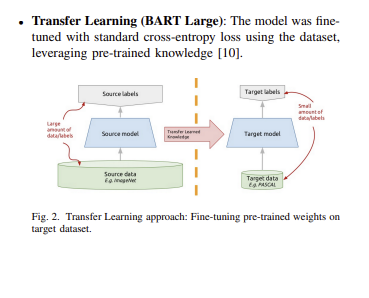 • Transfer Learning (BART Large): The model was fine-
tuned with standard cross-entropy loss using the dataset,
leveraging pre-trained knowledge [10].
Source labels
Target labels
Large
amount of
data/labels
Small
amount of
data/labels
Source model
Transfer Learned
Knowledge
Target model
Source data
E.g. ImageNet
Target data
E.g. PASCAL
Fig. 2. Transfer Learning approach: Fine-tuning pre-trained weights on
target dataset.